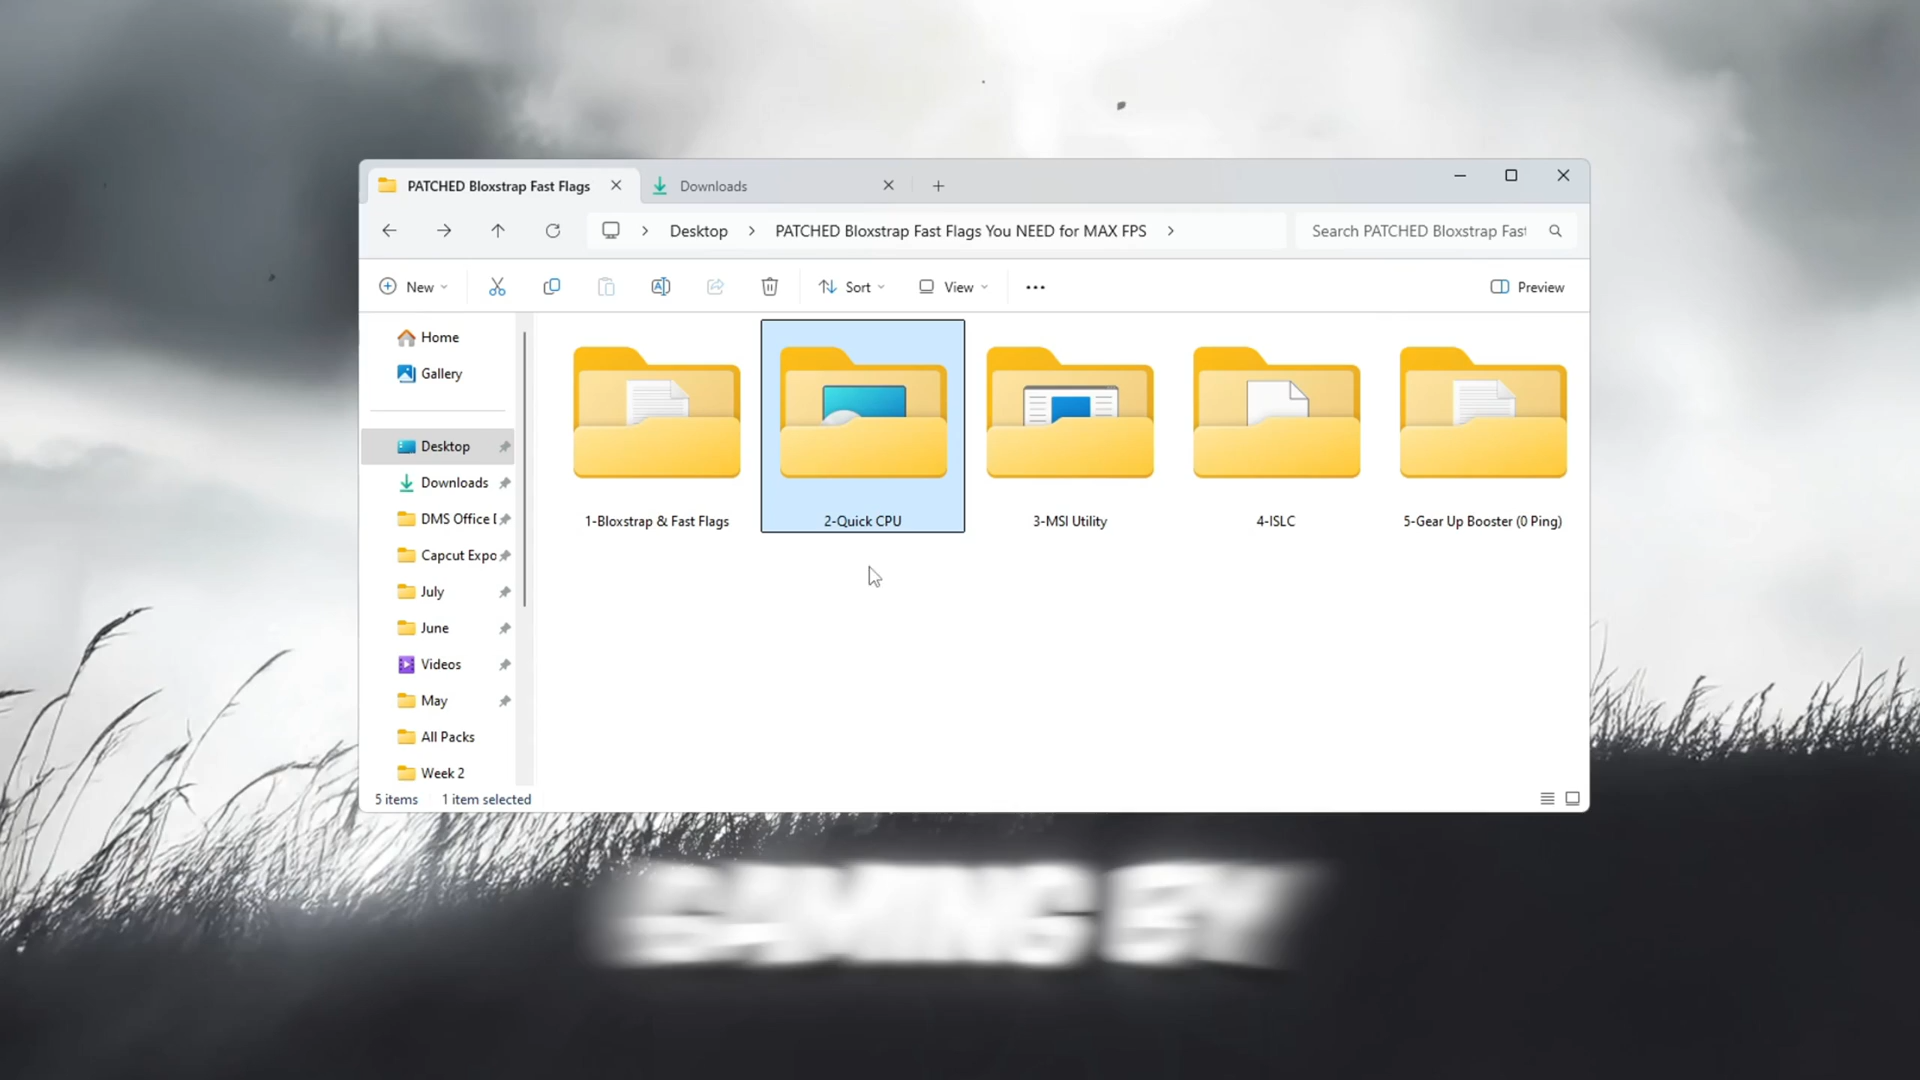 PATCHED Bloxstrap Fast Flags
Downloads
Desktop
PATCHED Bloxstrap Fast Flags You NEED for MAX FPS
Search PATCHED Bloxstrap Fast
New
Sort
View
Preview
Home
Gallery
Desktop
Downloads
DMS Office
Capcut Expo
July
June
Videos
May
All Packs
Week 2
1-Bloxstrap & Fast Flags
2-Quick CPU
3-MSI Utility
4-ISLC
5-Gear Up Booster (0 Ping)
5 items
1 item selected
GAMING BY